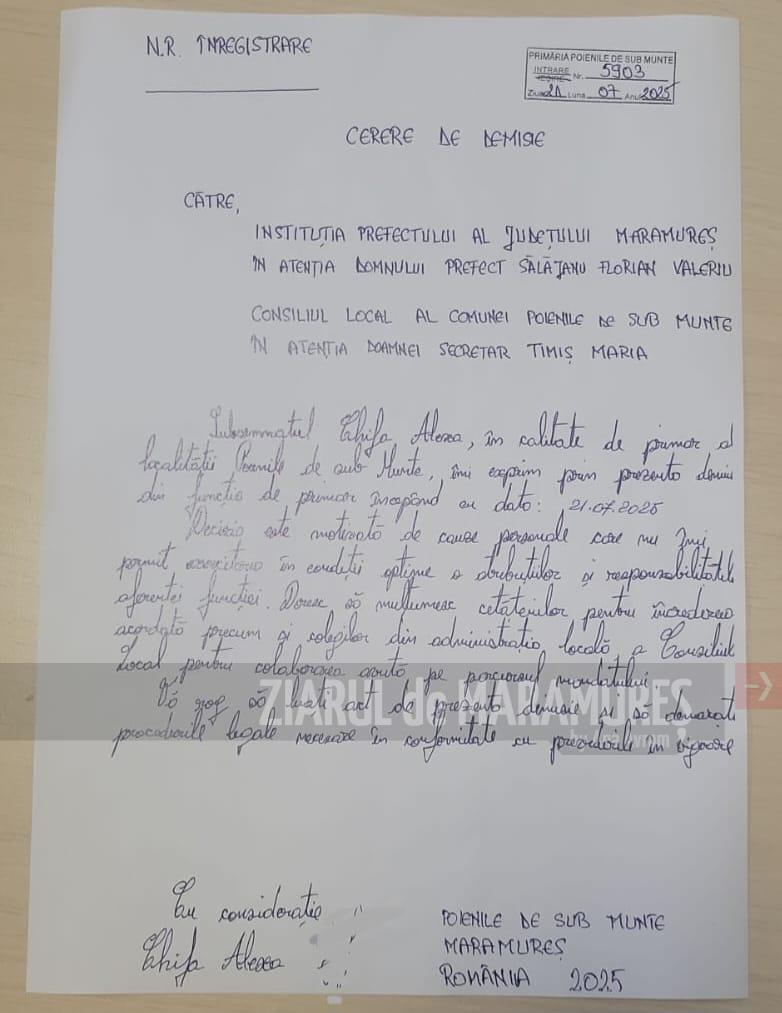 N.R. ÎNREGISTRARE
PRIMĂRIA POIENILE DE SUB MUNTE
INTRARE
IEȘIRE Nr. 5903
Ziua 21 Luna 07 Anul 2025
CERERE DE DEMISIE
CĂTRE,
INSTITUȚIA PREFECTULUI AL JUDEȚULUI MARAMUREȘ
ÎN ATENȚIA DOMNULUI PREFECT SĂLĂJANU FLORIAN VALERIU
CONSILIUL LOCAL AL COMUNEI POIENILE DE SUB MUNTE
ÎN ATENȚIA DOAMNEI SECRETAR TIMIȘ MARIA
Subsemnatul Chifa Alexa, în calitate de primar al
localității Poenile de sub Munte, îmi exprim prin prezenta demisia
din funcția de primar începând cu data: 21.07.2025
Decizia este motivată de cauze personale care nu îmi
permit exercitarea în condiții optime a atribuțiilor și responsabilităților
aferentei funcției. Doresc să mulțumesc cetățenilor pentru încrederea
acordată precum și colegilor din administrația locală a Consiliul
Local pentru colaborarea avută pe parcursul mandatului.
Vă rog să luați act de prezenta demisie și să demarați
procedurile legale necesare în conformitate cu prevederile în vigoare
ZIARUL de MARAMUREȘ
Cu considerație
Chifa Alexa
POIENILE DE SUB MUNTE
MARAMUREȘ
ROMÂNIA 2025